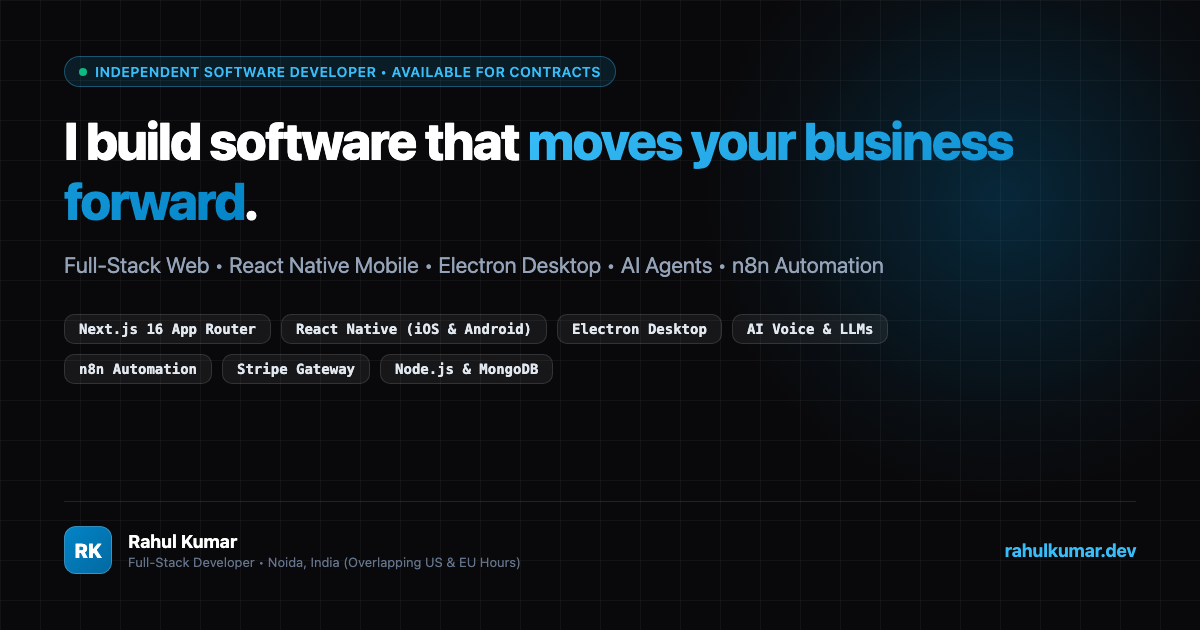 INDEPENDENT SOFTWARE DEVELOPER • AVAILABLE FOR CONTRACTS
I build software that moves your business
forward.
Full-Stack Web • React Native Mobile • Electron Desktop • AI Agents • n8n Automation
Next.js 16 App Router React Native (iOS & Android) Electron Desktop AI Voice & LLMs
n8n Automation Stripe Gateway Node.js & MongoDB
RK
Rahul Kumar
Full-Stack Developer • Noida, India (Overlapping US & EU Hours)
rahulkumar.dev